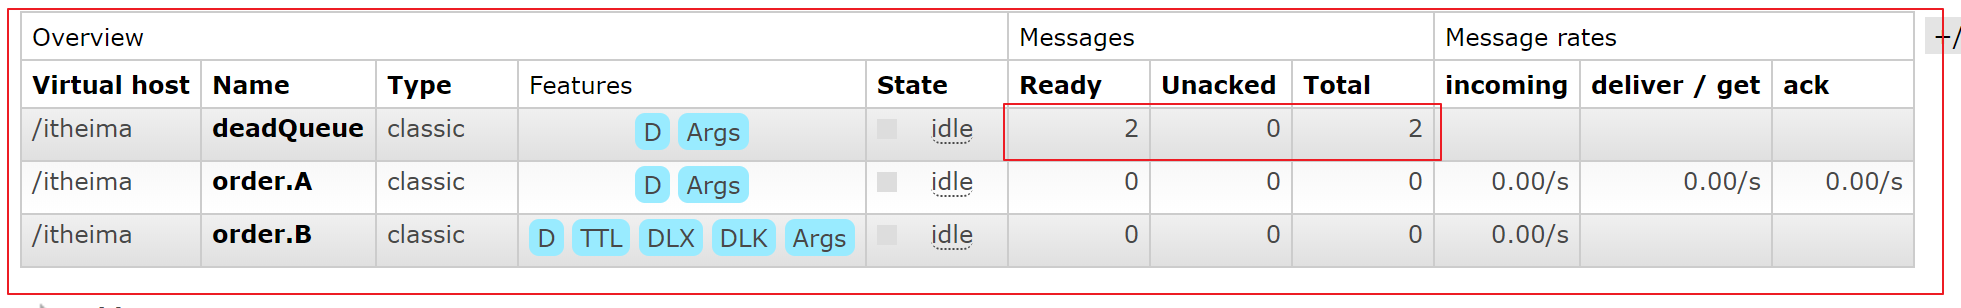 Overview Messages Message rates +/
Virtual host Name Type Features State Ready Unacked Total incoming deliver / get ack
/itheima deadQueue classic D Args idle 2 0 2
/itheima order.A classic D Args idle 0 0 0 0.00/s 0.00/s 0.00/s
/itheima order.B classic D TTL DLX DLK Args idle 0 0 0 0.00/s